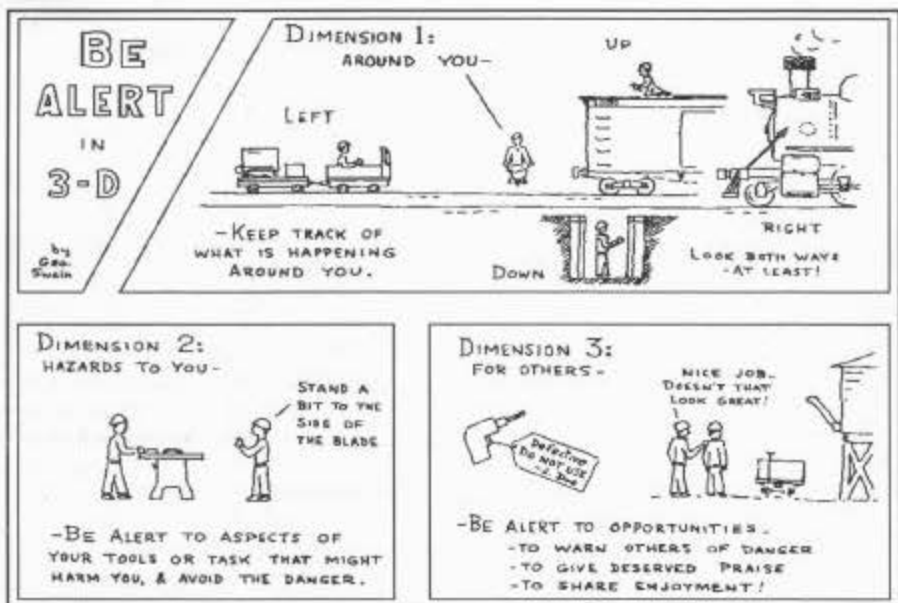 BE
ALERT
IN
3-D
by
Geo.
Swain
DIMENSION 1:
AROUND YOU-
UP
LEFT
-KEEP TRACK OF
WHAT IS HAPPENING
AROUND YOU.
DOWN
RIGHT
LOOK BOTH WAYS
-AT LEAST!
DIMENSION 2:
HAZARDS TO YOU-
STAND A
BIT TO THE
SIDE OF
THE BLADE
-BE ALERT TO ASPECTS OF
YOUR TOOLS OR TASK THAT MIGHT
HARM YOU, & AVOID THE DANGER.
DIMENSION 3:
FOR OTHERS-
NICE JOB-
DOESN'T THAT
LOOK GREAT!
Defective
DO NOT USE
-BE ALERT TO OPPORTUNITIES-
-TO WARN OTHERS OF DANGER
-TO GIVE DESERVED PRAISE
-TO SHARE ENJOYMENT!